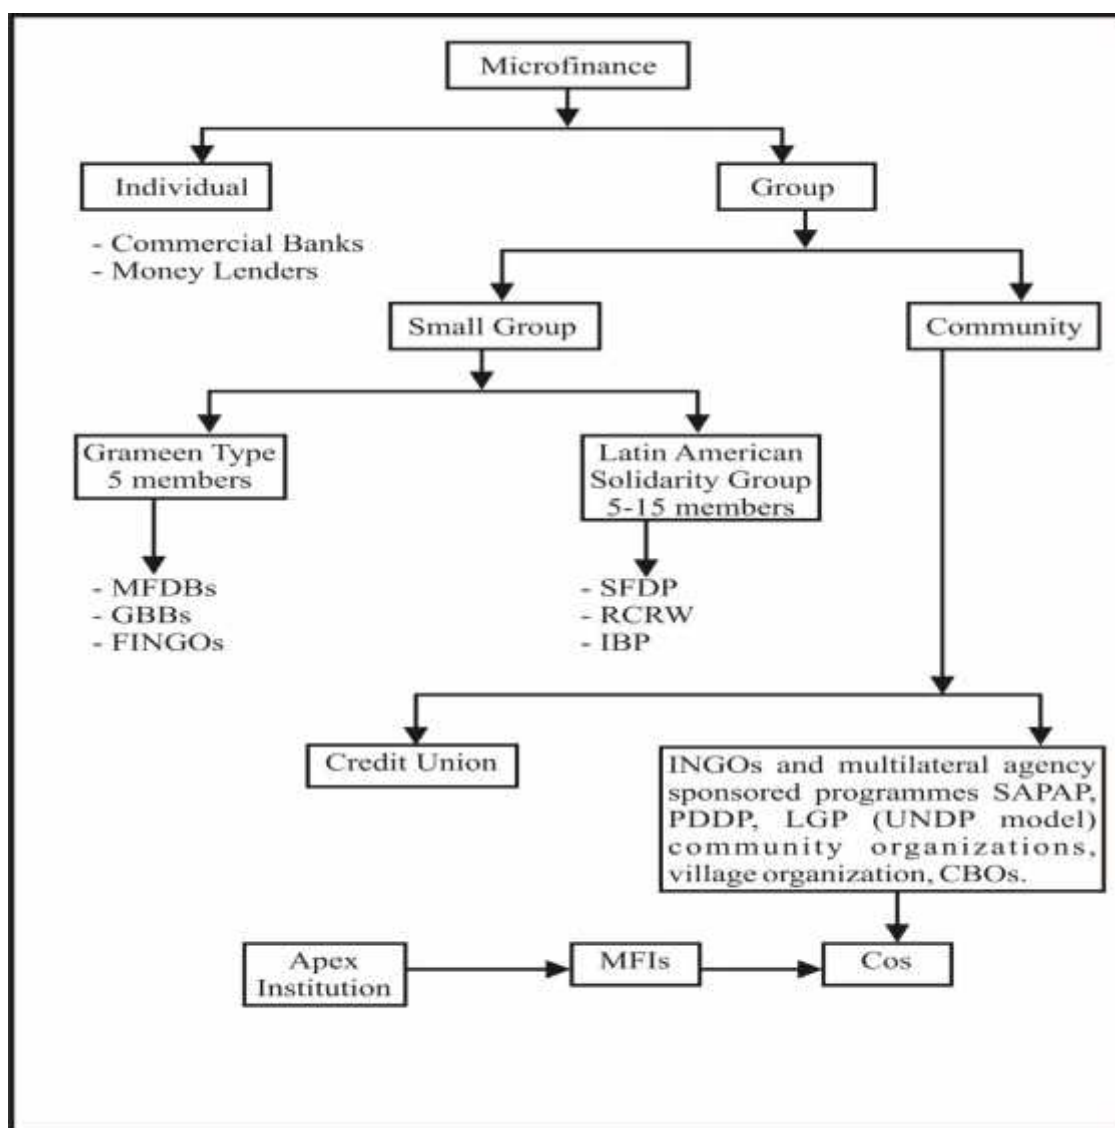 Microfinance
Individual
Group
- Commercial Banks
- Money Lenders
Small Group
Community
Grameen Type
5 members
Latin American
Solidarity Group
5-15 members
- MFDBs
- GBBs
- FINGOs
- SFDP
- RCRW
- IBP
Credit Union
INGOs and multilateral agency
sponsored programmes SAPAP,
PDDP, LGP (UNDP model)
community organizations,
village organization, CBOs.
Apex
Institution
MFIs
Cos